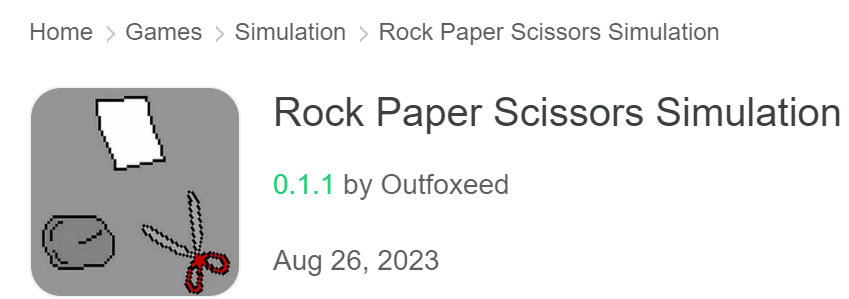 Home > Games > Simulation > Rock Paper Scissors Simulation
Rock Paper Scissors Simulation
0.1.1 by Outfoxeed
Aug 26, 2023